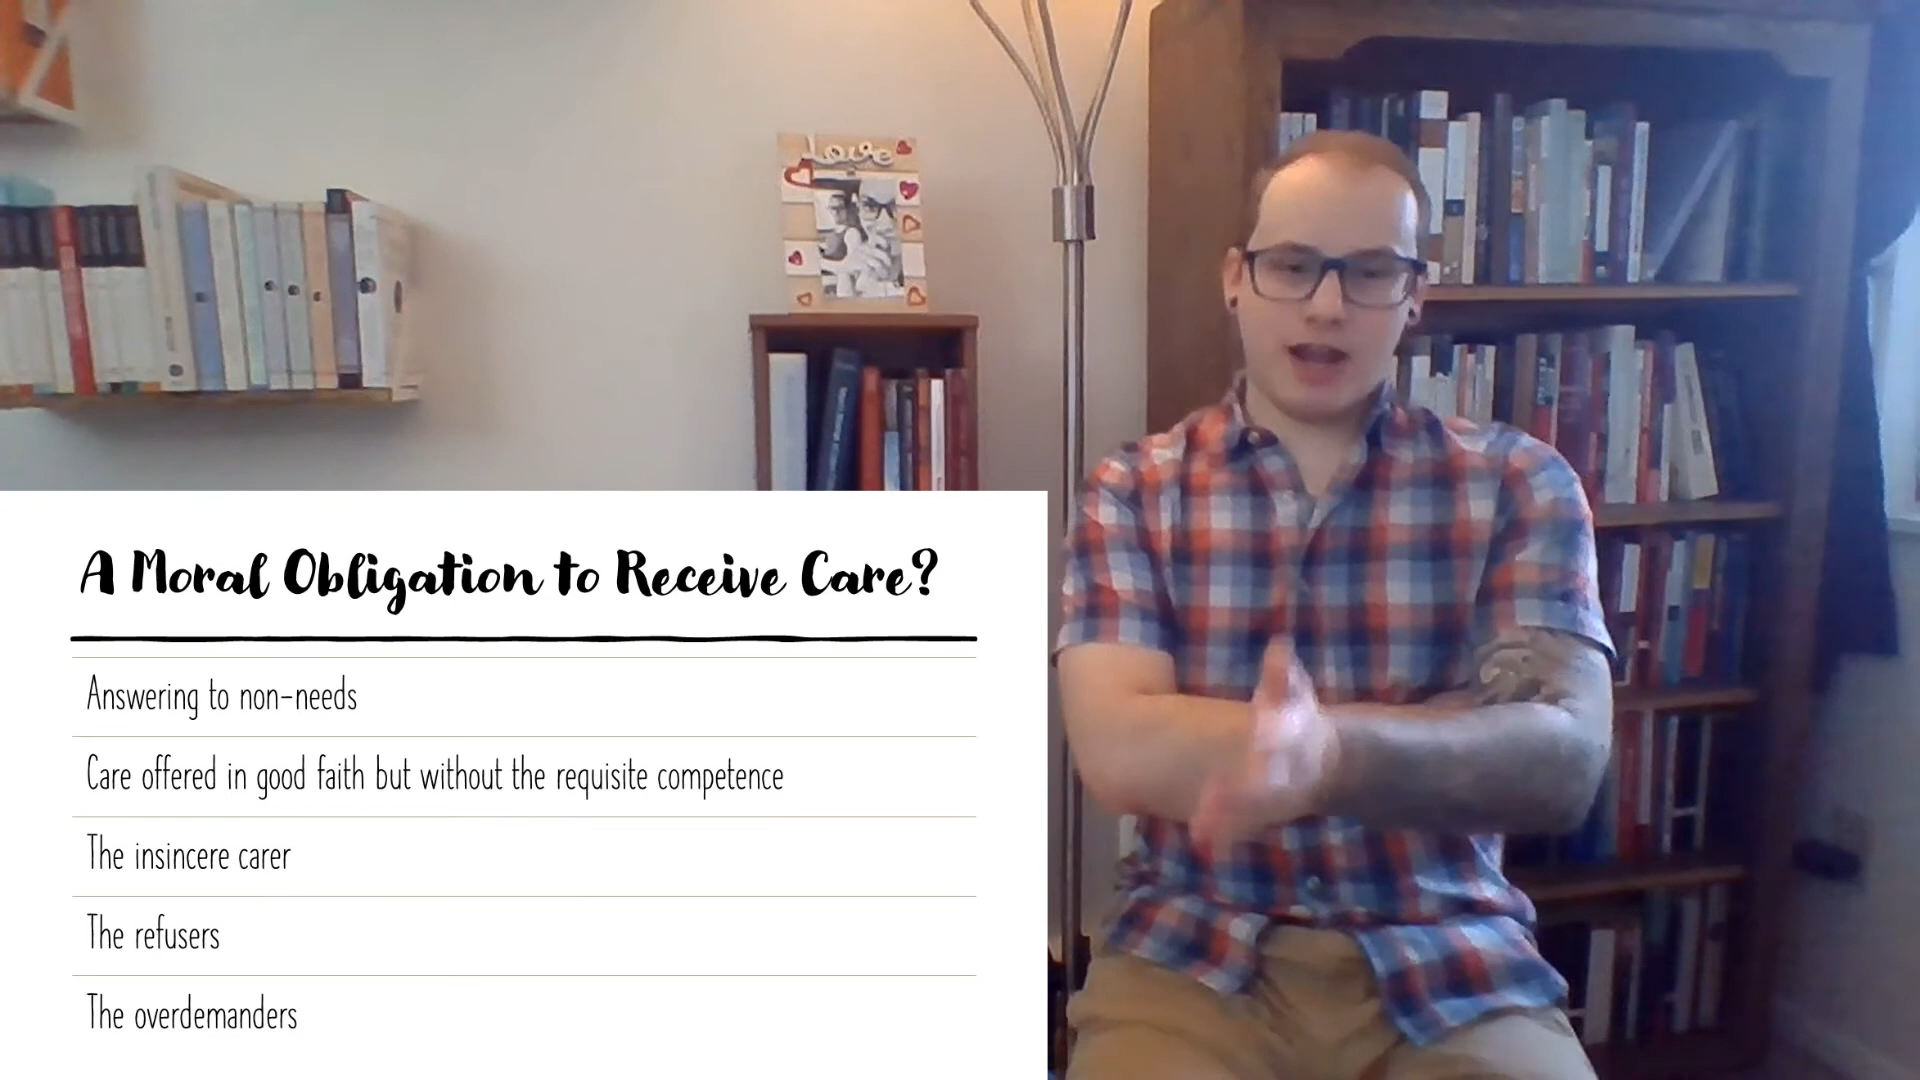 Love
A Moral Obligation to Receive Care?
Answering to non-needs
Care offered in good faith but without the requisite competence
The insincere carer
The refusers
The overdemanders